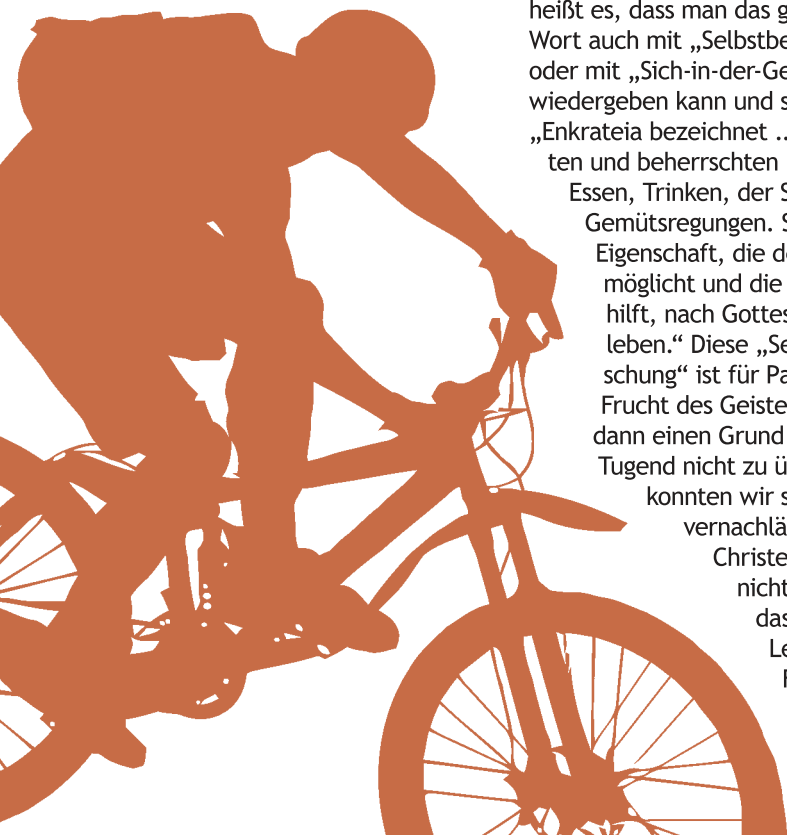 heißt es, dass man das g
Wort auch mit „Selbstbe
oder mit „Sich-in-der-Ge
wiedergeben kann und s
„Enkrateia bezeichnet ..
ten und beherrschten
Essen, Trinken, der S
Gemütsregungen. S
Eigenschaft, die de
möglicht und die
hilft, nach Gottes
leben.“ Diese „Se
schung“ ist für Pa
Frucht des Geiste
dann einen Grund
Tugend nicht zu ü
konnten wir s
vernachlä
Christe
nicht
das
Le